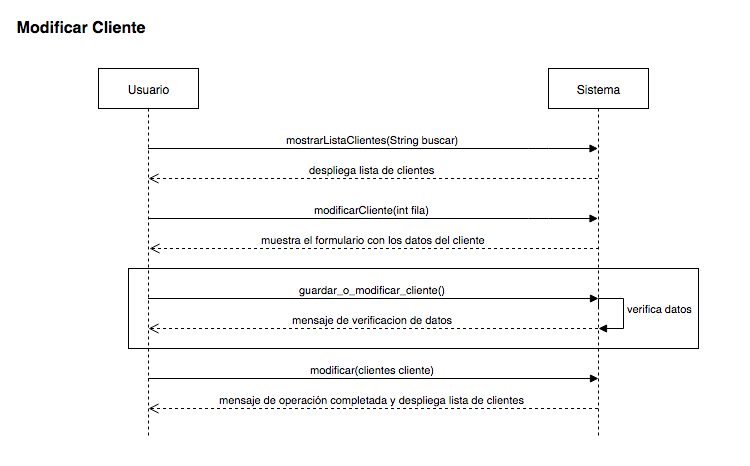 Modificar Cliente
Usuario
Sistema
mostrarListaClientes(String buscar)
despliega lista de clientes
modificarCliente(int fila)
muestra el formulario con los datos del cliente
guardar_o_modificar_cliente()
verifica datos
mensaje de verificacion de datos
modificar(clientes cliente)
mensaje de operación completada y despliega lista de clientes